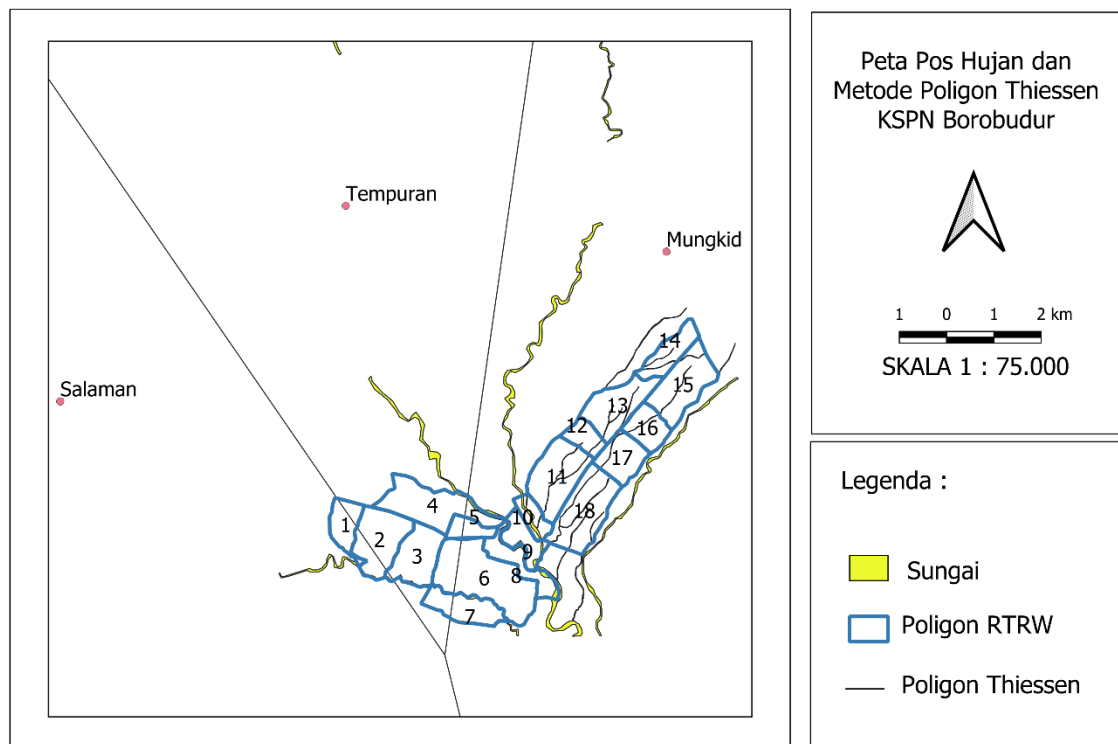 Tempuran
Mungkid
Salaman
14
15
13
12
16
17
11
4
10
18
5
1
2
3
9
6
8
7
Peta Pos Hujan dan
Metode Poligon Thiessen
KSPN Borobudur
1 0 1 2 km
SKALA 1 : 75.000
Legenda :
Sungai
Poligon RTRW
Poligon Thiessen